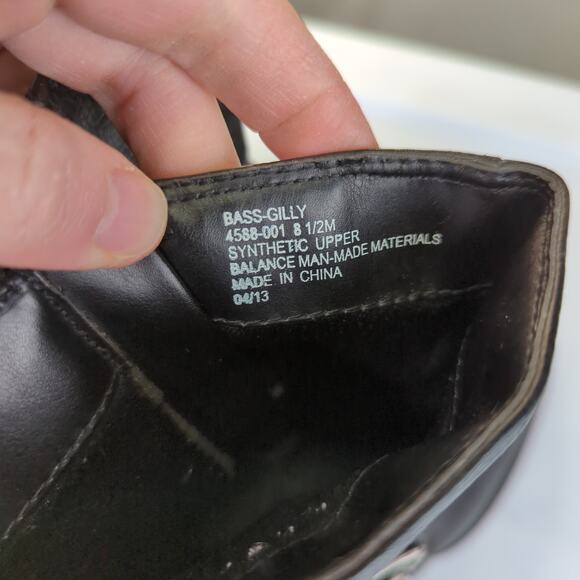 BASS-GILLY
4588-001 8 1/2M
SYNTHETIC UPPER
BALANCE MAN-MADE MATERIALS
MADE IN CHINA
04/13